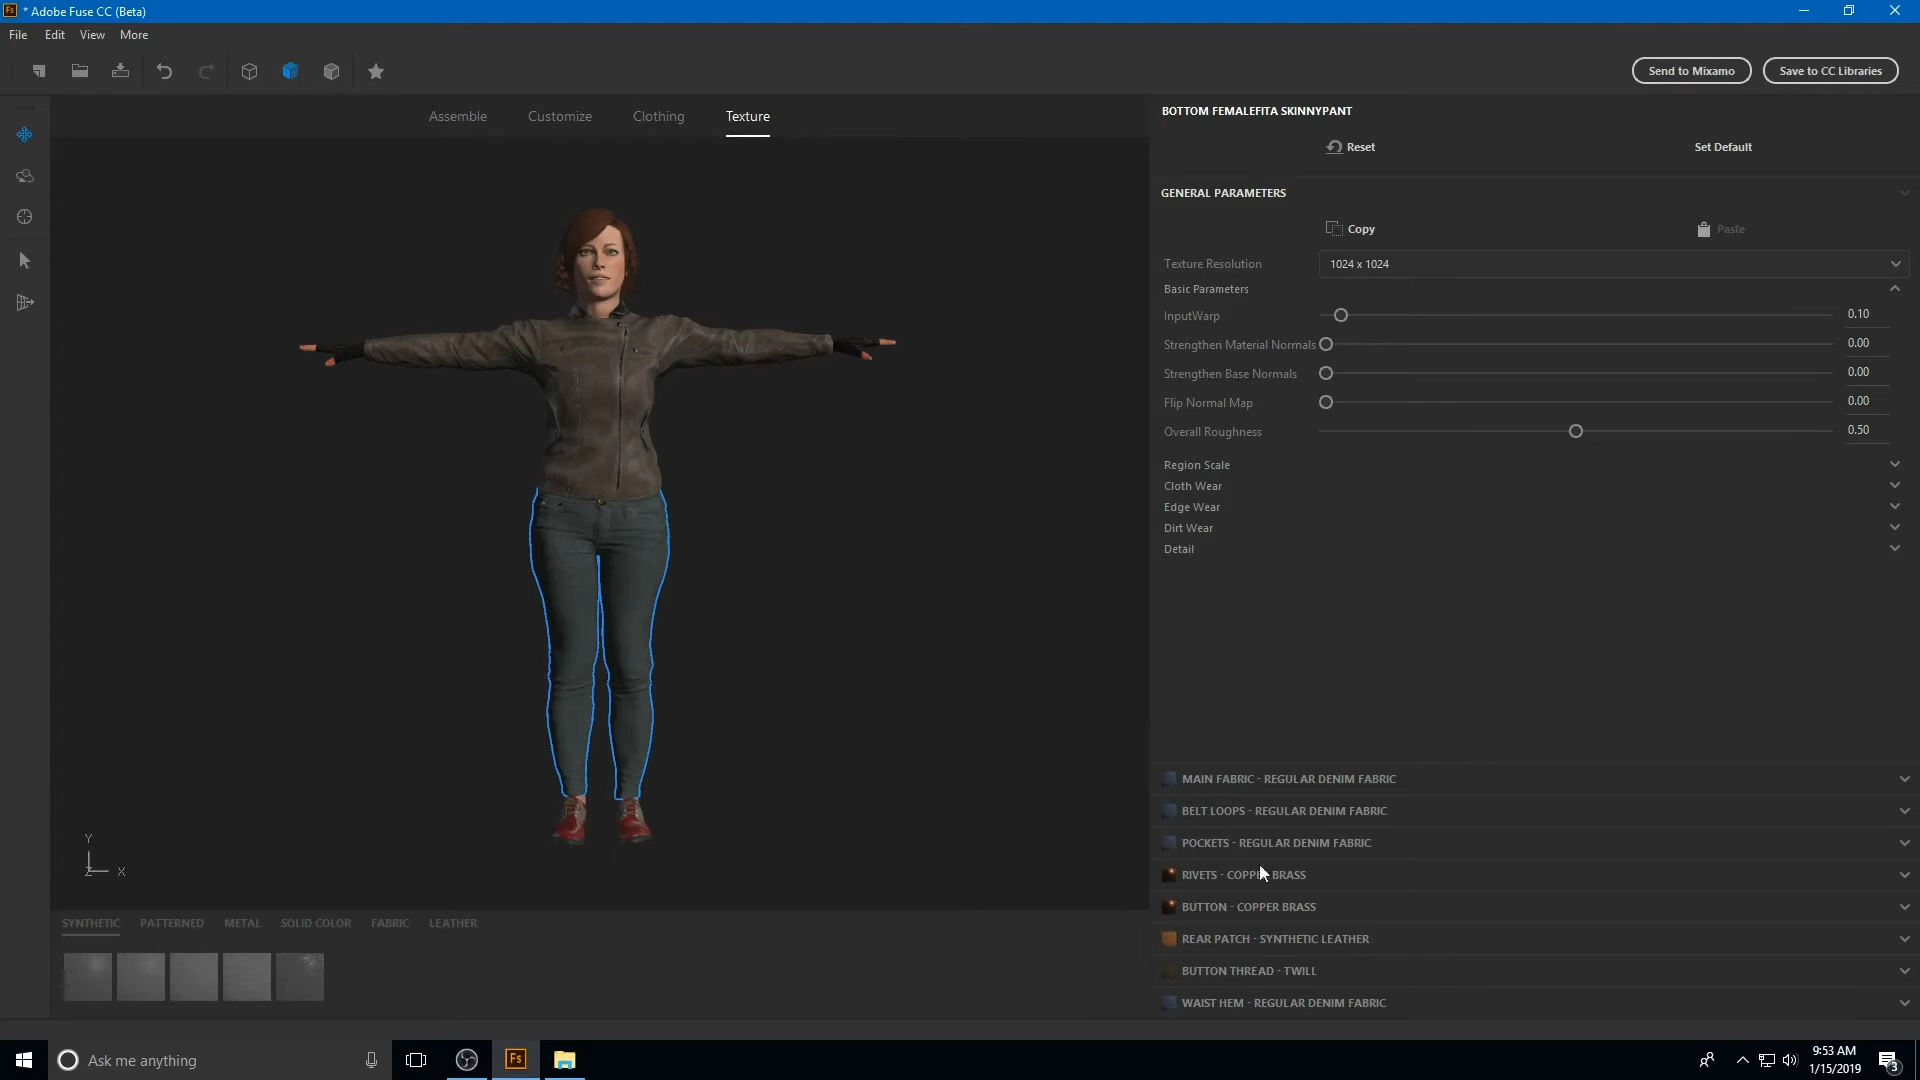 Fs * Adobe Fuse CC (Beta)
File Edit View More
Send to Mixamo Save to CC Libraries
Assemble Customize Clothing Texture
BOTTOM FEMALEFITA SKINNYPANT
Reset Set Default
GENERAL PARAMETERS
Copy Paste
Texture Resolution 1024 x 1024
Basic Parameters
InputWarp 0.10
Strengthen Material Normals 0.00
Strengthen Base Normals 0.00
Flip Normal Map 0.00
Overall Roughness 0.50
Region Scale
Cloth Wear
Edge Wear
Dirt Wear
Detail
MAIN FABRIC - REGULAR DENIM FABRIC
BELT LOOPS - REGULAR DENIM FABRIC
POCKETS - REGULAR DENIM FABRIC
RIVETS - COPPER BRASS
BUTTON - COPPER BRASS
REAR PATCH - SYNTHETIC LEATHER
BUTTON THREAD - TWILL
WAIST HEM - REGULAR DENIM FABRIC
Y
Z X
SYNTHETIC PATTERNED METAL SOLID COLOR FABRIC LEATHER
Ask me anything Fs 9:53 AM
1/15/2019 3